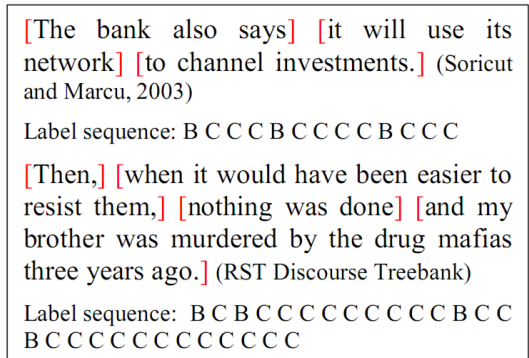 [The bank also says] [it will use its
network] [to channel investments.] (Soricut
and Marcu, 2003)
Label sequence: B C C C B C C C C B C C C
[Then,] [when it would have been easier to
resist them,] [nothing was done] [and my
brother was murdered by the drug mafias
three years ago.] (RST Discourse Treebank)
Label sequence: B C B C C C C C C C C C B C C
B C C C C C C C C C C C C